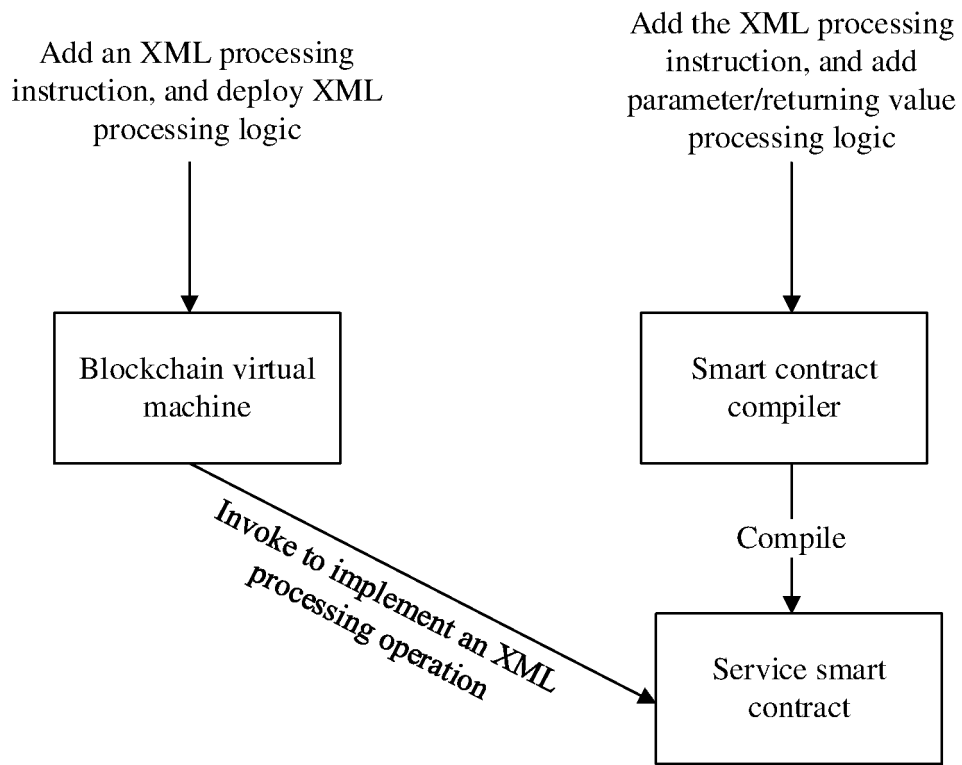 Add an XML processing
instruction, and deploy XML
processing logic
Add the XML processing
instruction, and add
parameter/returning value
processing logic
Blockchain virtual
machine
Smart contract
compiler
Invoke to implement an XML
processing operation
Compile
Service smart
contract